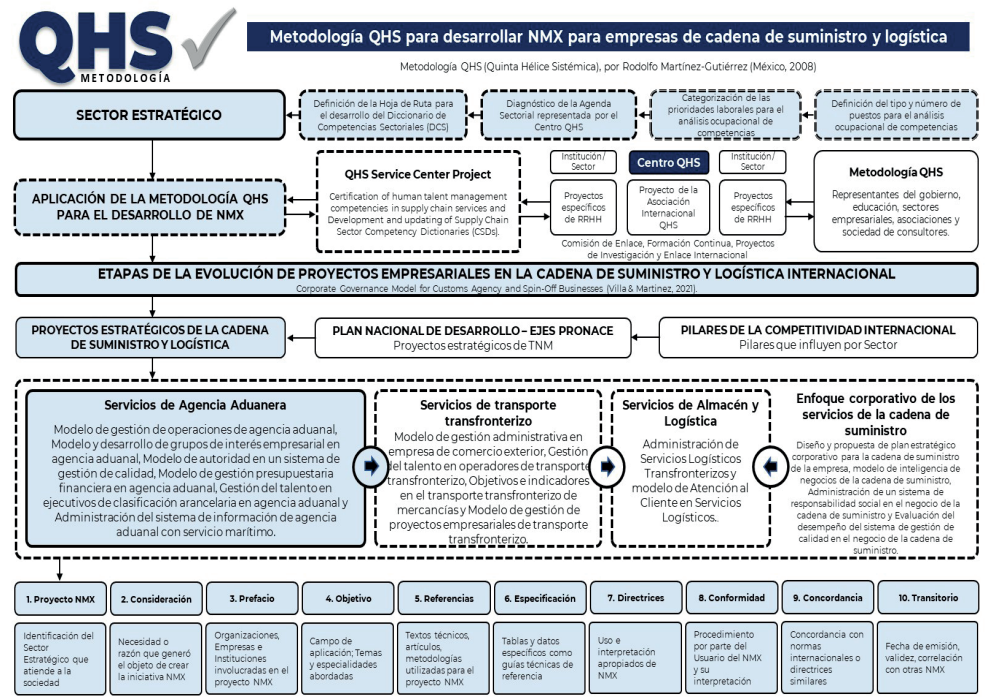 QHS
METODOLOGÍA
Metodología QHS para desarrollar NMX para empresas de cadena de suministro y logística
Metodología QHS (Quinta Hélice Sistémica), por Rodolfo Martínez-Gutiérrez (México, 2008)
SECTOR ESTRATÉGICO
Definición de la Hoja de Ruta para
el desarrollo del Diccionario de
Competencias Sectoriales (DCS)
Diagnóstico de la Agenda
Sectorial representada por el
Centro QHS
Categorización de las
prioridades laborales para el
análisis ocupacional de
competencias
Definición del tipo y número de
puestos para el análisis
ocupacional de competencias
APLICACIÓN DE LA METODOLOGÍA QHS
PARA EL DESARROLLO DE NMX
QHS Service Center Project
Certification of human talent management
competencies in supply chain services and
Development and updating of Supply Chain
Sector Competency Dictionaries (CSDs).
Institución/
Sector
Centro QHS
Institución/
Sector
Proyectos
específicos
de RRHH
Proyecto de la
Asociación
Internacional
QHS
Proyectos
específicos
de RRHH
Comisión de Enlace, Formación Continua, Proyectos
de Investigación y Enlace Internacional
Metodología QHS
Representantes del gobierno,
educación, sectores
empresariales, asociaciones y
sociedad de consultores.
ETAPAS DE LA EVOLUCIÓN DE PROYECTOS EMPRESARIALES EN LA CADENA DE SUMINISTRO Y LOGÍSTICA INTERNACIONAL
Corporate Governance Model for Customs Agency and Spin-Off Businesses (Villa & Martinez, 2021).
PROYECTOS ESTRATÉGICOS DE LA CADENA
DE SUMINISTRO Y LOGÍSTICA
PLAN NACIONAL DE DESARROLLO – EJES PRONACE
Proyectos estratégicos de TNM
PILARES DE LA COMPETITIVIDAD INTERNACIONAL
Pilares que influyen por Sector
Servicios de Agencia Aduanera
Modelo de gestión de operaciones de agencia aduanal,
Modelo y desarrollo de grupos de interés empresarial en
agencia aduanal, Modelo de autoridad en un sistema de
gestión de calidad, Modelo de gestión presupuestaria
financiera en agencia aduanal, Gestión del talento en
ejecutivos de clasificación arancelaria en agencia aduanal y
Administración del sistema de información de agencia
aduanal con servicio marítimo.
Servicios de transporte
transfronterizo
Modelo de gestión administrativa en
empresa de comercio exterior, Gestión
del talento en operadores de transporte
transfronterizo, Objetivos e indicadores
en el transporte transfronterizo de
mercancías y Modelo de gestión de
proyectos empresariales de transporte
transfronterizo.
Servicios de Almacén y
Logística
Administración de
Servicios Logísticos
Transfronterizos y
modelo de Atención al
Cliente en Servicios
Logísticos..
Enfoque corporativo de los
servicios de la cadena de
suministro
Diseño y propuesta de plan estratégico
corporativo para la cadena de suministro
de la empresa, modelo de inteligencia de
negocios de la cadena de suministro,
Administración de un sistema de
responsabilidad social en el negocio de la
cadena de suministro y Evaluación del
desempeño del sistema de gestión de
calidad en el negocio de la cadena de
suministro.
1. Proyecto NMX
2. Consideración
3. Prefacio
4. Objetivo
5. Referencias
6. Especificación
7. Directrices
8. Conformidad
9. Concordancia
10. Transitorio
Identificación del
Sector
Estratégico que
atiende a la
sociedad
Necesidad o
razón que generó
el objeto de crear
la iniciativa NMX
Organizaciones,
Empresas e
Instituciones
involucradas en el
proyecto NMX
Campo de
aplicación; Temas
y especialidades
abordadas
Textos técnicos,
artículos,
metodologías
utilizadas para el
proyecto NMX
Tablas y datos
específicos como
guías técnicas de
referencia
Uso e
interpretación
apropiados de
NMX
Procedimiento
por parte del
Usuario del NMX
y su
interpretación
Concordancia con
normas
internacionales o
directrices
similares
Fecha de emisión,
validez, correlación
con otras NMX